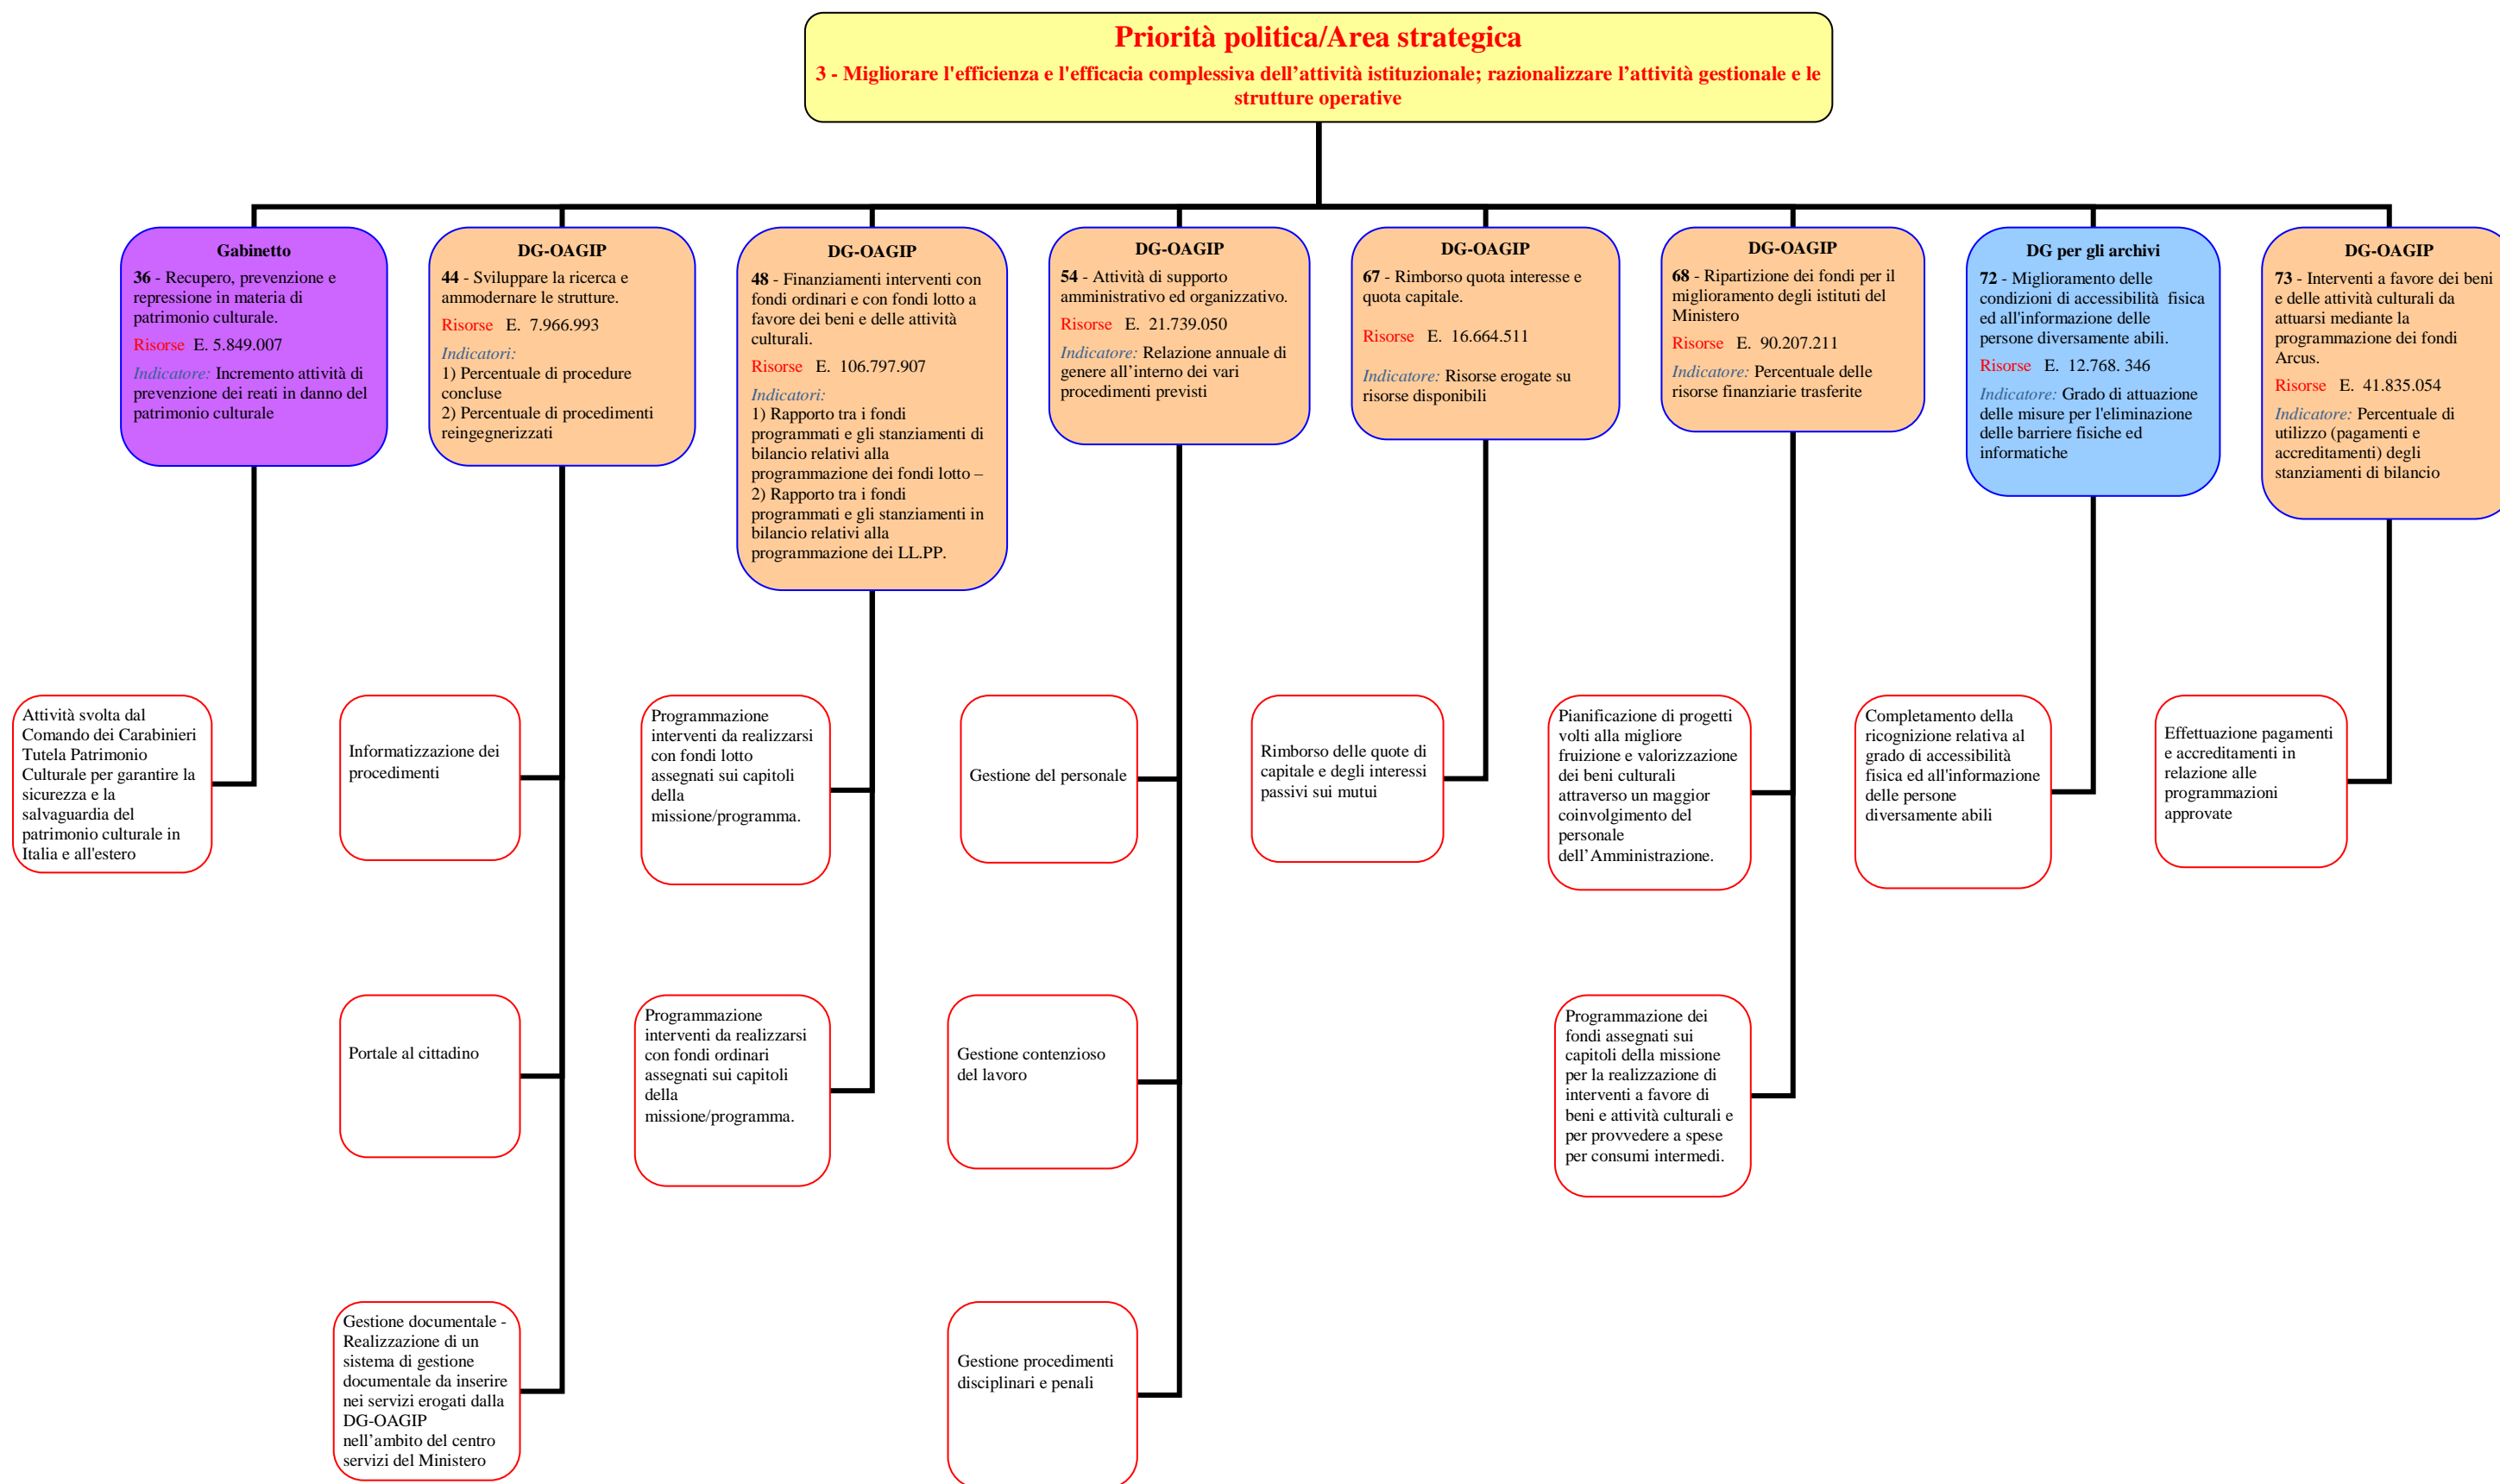 Priorità politica/Area strategica
3 - Migliorare l'efficienza e l'efficacia complessiva dell’attività istituzionale; razionalizzare l’attività gestionale e le
strutture operative
Gabinetto
36 - Recupero, prevenzione e
repressione in materia di
patrimonio culturale.
Risorse E. 5.849.007
Indicatore: Incremento attività di
prevenzione dei reati in danno del
patrimonio culturale
DG-OAGIP
44 - Sviluppare la ricerca e
ammodernare le strutture.
Risorse E. 7.966.993
Indicatori:
1) Percentuale di procedure
concluse
2) Percentuale di procedimenti
reingegnerizzati
DG-OAGIP
48 - Finanziamenti interventi con
fondi ordinari e con fondi lotto a
favore dei beni e delle attività
culturali.
Risorse E. 106.797.907
Indicatori:
1) Rapporto tra i fondi
programmati e gli stanziamenti di
bilancio relativi alla
programmazione dei fondi lotto –
2) Rapporto tra i fondi
programmati e gli stanziamenti in
bilancio relativi alla
programmazione dei LL.PP.
DG-OAGIP
54 - Attività di supporto
amministrativo ed organizzativo.
Risorse E. 21.739.050
Indicatore: Relazione annuale di
genere all’interno dei vari
procedimenti previsti
DG-OAGIP
67 - Rimborso quota interesse e
quota capitale.
Risorse E. 16.664.511
Indicatore: Risorse erogate su
risorse disponibili
DG-OAGIP
68 - Ripartizione dei fondi per il
miglioramento degli istituti del
Ministero
Risorse E. 90.207.211
Indicatore: Percentuale delle
risorse finanziarie trasferite
DG per gli archivi
72 - Miglioramento delle
condizioni di accessibilità fisica
ed all'informazione delle
persone diversamente abili.
Risorse E. 12.768. 346
Indicatore: Grado di attuazione
delle misure per l'eliminazione
delle barriere fisiche ed
informatiche
DG-OAGIP
73 - Interventi a favore dei beni
e delle attività culturali da
attuarsi mediante la
programmazione dei fondi
Arcus.
Risorse E. 41.835.054
Indicatore: Percentuale di
utilizzo (pagamenti e
accreditamenti) degli
stanziamenti di bilancio
Attività svolta dal
Comando dei Carabinieri
Tutela Patrimonio
Culturale per garantire la
sicurezza e la
salvaguardia del
patrimonio culturale in
Italia e all'estero
Informatizzazione dei
procedimenti
Programmazione
interventi da realizzarsi
con fondi lotto
assegnati sui capitoli
della
missione/programma.
Gestione del personale
Rimborso delle quote di
capitale e degli interessi
passivi sui mutui
Pianificazione di progetti
volti alla migliore
fruizione e valorizzazione
dei beni culturali
attraverso un maggior
coinvolgimento del
personale
dell’Amministrazione.
Completamento della
ricognizione relativa al
grado di accessibilità
fisica ed all'informazione
delle persone
diversamente abili
Effettuazione pagamenti
e accreditamenti in
relazione alle
programmazioni
approvate
Portale al cittadino
Programmazione
interventi da realizzarsi
con fondi ordinari
assegnati sui capitoli
della
missione/programma.
Gestione contenzioso
del lavoro
Programmazione dei
fondi assegnati sui
capitoli della missione
per la realizzazione di
interventi a favore di
beni e attività culturali e
per provvedere a spese
per consumi intermedi.
Gestione documentale -
Realizzazione di un
sistema di gestione
documentale da inserire
nei servizi erogati dalla
DG-OAGIP
nell’ambito del centro
servizi del Ministero
Gestione procedimenti
disciplinari e penali